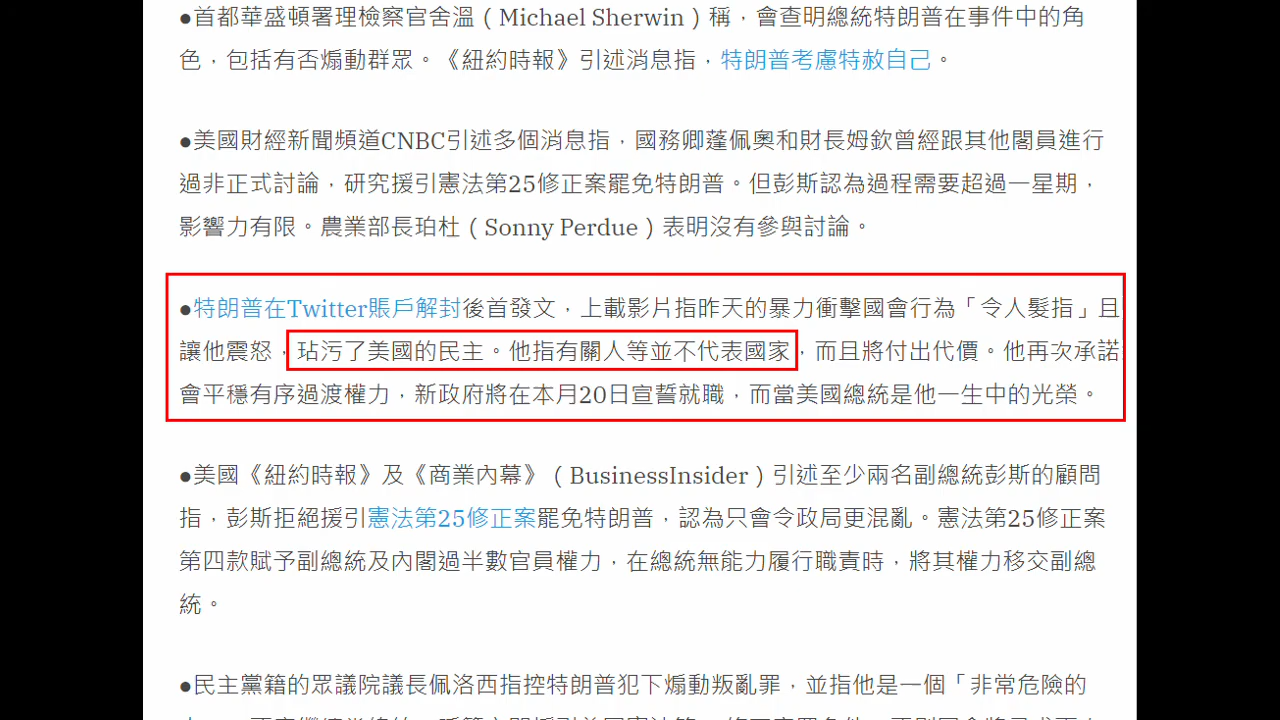 ●首都華盛頓署理檢察官舍溫（Michael Sherwin）稱，會查明總統特朗普在事件中的角
色，包括有否煽動群眾。《紐約時報》引述消息指，特朗普考慮特赦自己。
●美國財經新聞頻道CNBC引述多個消息指，國務卿蓬佩奧和財長姆欽曾經跟其他閣員進行
過非正式討論，研究援引憲法第25修正案罷免特朗普。但彭斯認為過程需要超過一星期，
影響力有限。農業部長珀杜（Sonny Perdue）表明沒有參與討論。
●特朗普在Twitter賬戶解封後首發文，上載影片指昨天的暴力衝擊國會行為「令人髮指」且
讓他震怒，玷污了美國的民主。他指有關人等並不代表國家，而且將付出代價。他再次承諾
會平穩有序過渡權力，新政府將在本月20日宣誓就職，而當美國總統是他一生中的光榮。
●美國《紐約時報》及《商業內幕》（BusinessInsider）引述至少兩名副總統彭斯的顧問
指，彭斯拒絕援引憲法第25修正案罷免特朗普，認為只會令政局更混亂。憲法第25修正案
第四款賦予副總統及內閣過半數官員權力，在總統無能力履行職責時，將其權力移交副總
統。
●民主黨籍的眾議院議長佩洛西指控特朗普犯下煽動叛亂罪，並指他是一個「非常危險的